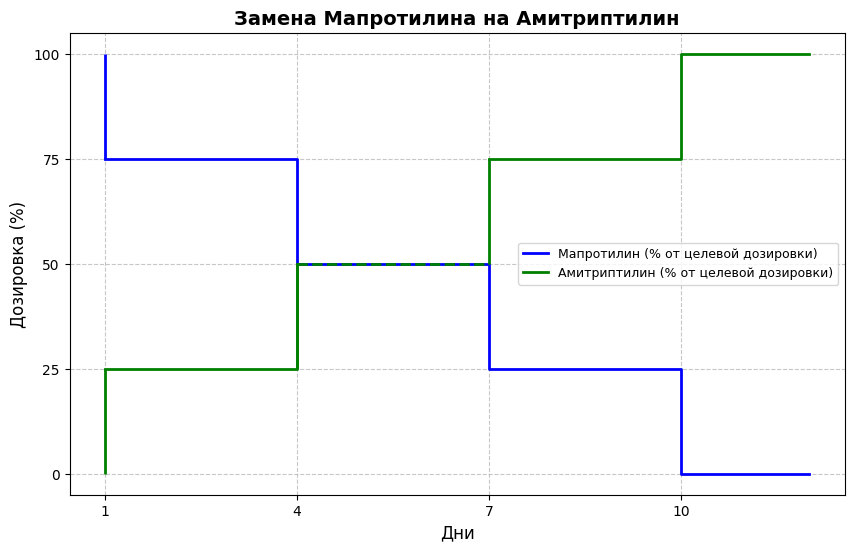 Замена Мапротилина на Амитриптилин
Дозировка (%)
100
75
50
25
0
Мапротилин (% от целевой дозировки)
Амитриптилин (% от целевой дозировки)
1 4 7 10
Дни